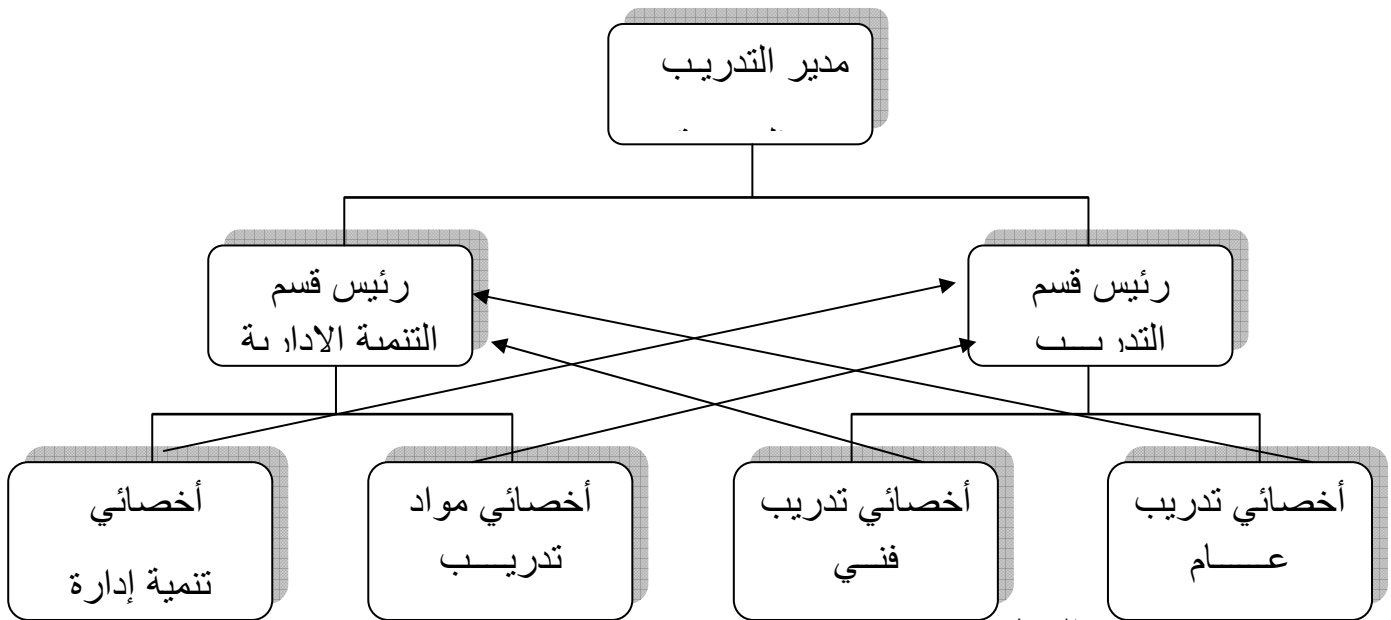 مدير التدريب
رئيس قسم
التدريب
رئيس قسم
التنمية الادارية
أخصائي تدريب
عام
أخصائي تدريب
فني
أخصائي مواد
تدريب
أخصائي
تنمية إدارة